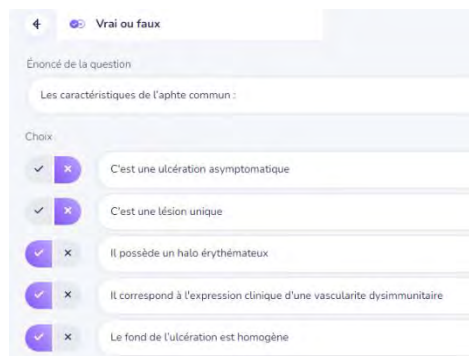 Vrai ou faux
Énoncé de la question
Les caractéristiques de l'aphte commun :
Choix
C'est une ulcération asymptomatique
C'est une lésion unique
Il possède un halo érythémateux
Il correspond à l'expression clinique d'une vascularite dysimmunitaire
Le fond de l'ulcération est homogène